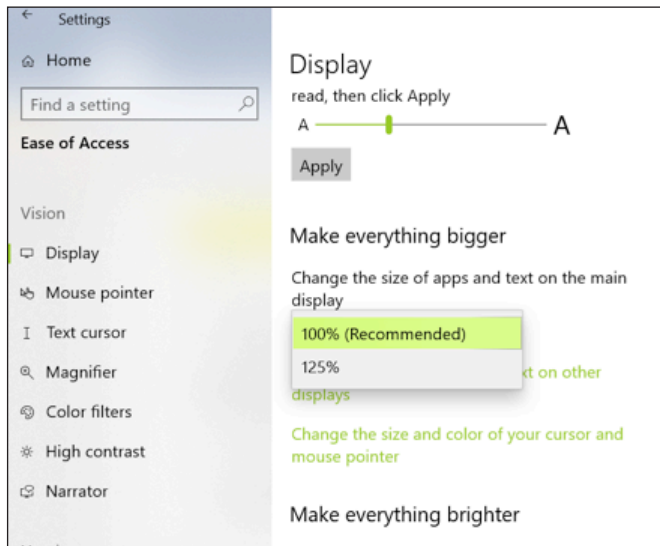 Settings
Home
Find a setting
Ease of Access
Vision
Display
Mouse pointer
Text cursor
Magnifier
Color filters
High contrast
Narrator
Display
read, then click Apply
A A
Apply
Make everything bigger
Change the size of apps and text on the main
display
100% (Recommended)
125%
on other
displays
Change the size and color of your cursor and
mouse pointer
Make everything brighter